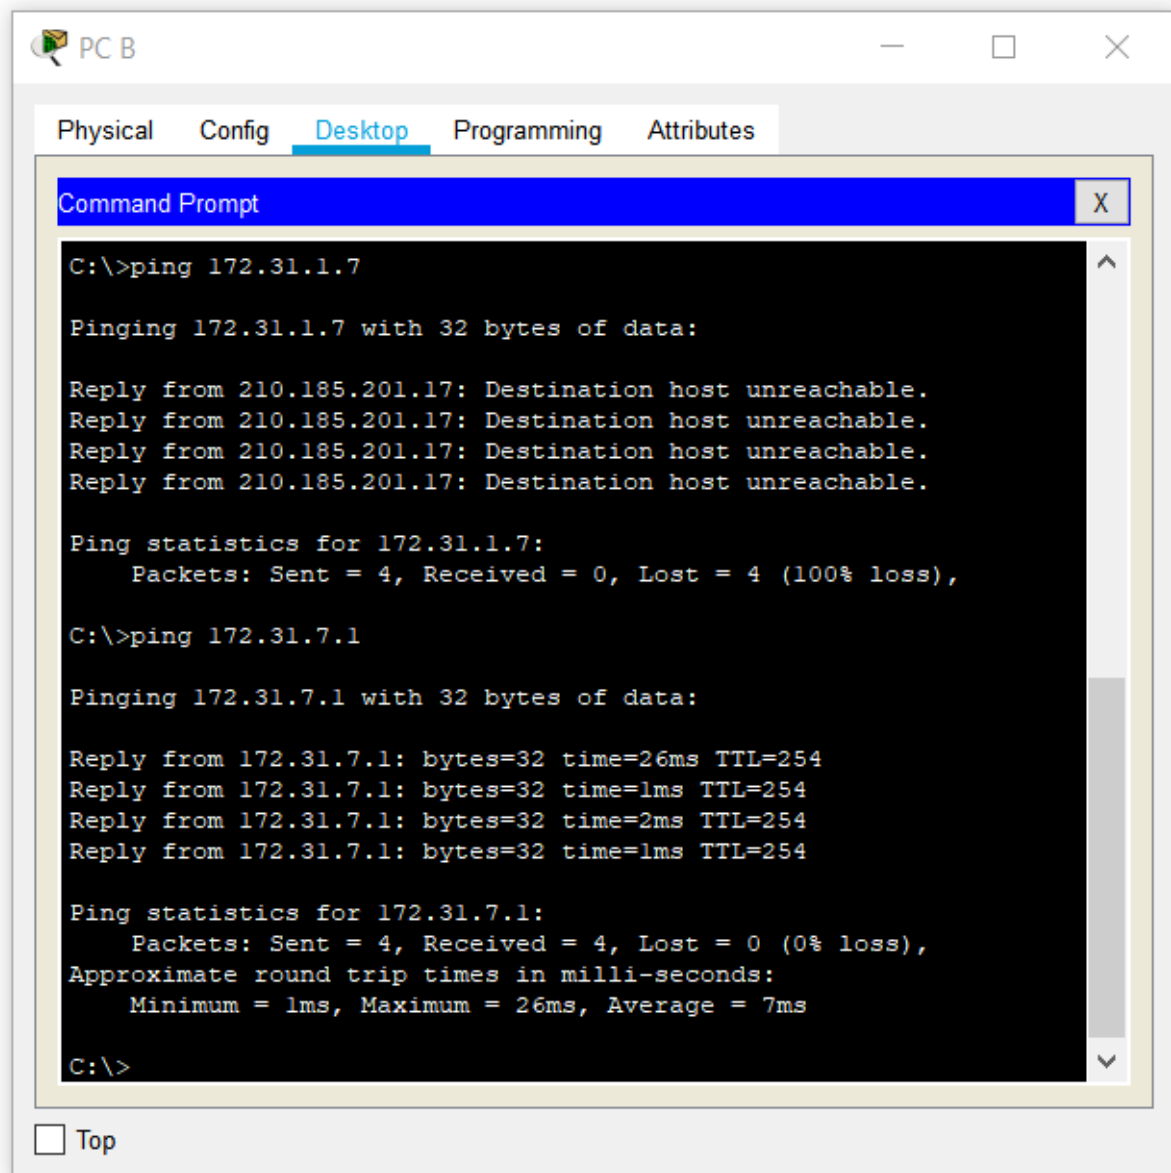 PC B
Physical Config Desktop Programming Attributes
Command Prompt X
C:\>ping 172.31.1.7
Pinging 172.31.1.7 with 32 bytes of data:
Reply from 210.185.201.17: Destination host unreachable.
Reply from 210.185.201.17: Destination host unreachable.
Reply from 210.185.201.17: Destination host unreachable.
Reply from 210.185.201.17: Destination host unreachable.
Ping statistics for 172.31.1.7:
    Packets: Sent = 4, Received = 0, Lost = 4 (100% loss),
C:\>ping 172.31.7.1
Pinging 172.31.7.1 with 32 bytes of data:
Reply from 172.31.7.1: bytes=32 time=26ms TTL=254
Reply from 172.31.7.1: bytes=32 time=1ms TTL=254
Reply from 172.31.7.1: bytes=32 time=2ms TTL=254
Reply from 172.31.7.1: bytes=32 time=1ms TTL=254
Ping statistics for 172.31.7.1:
    Packets: Sent = 4, Received = 4, Lost = 0 (0% loss),
Approximate round trip times in milli-seconds:
    Minimum = 1ms, Maximum = 26ms, Average = 7ms
C:\>
Top